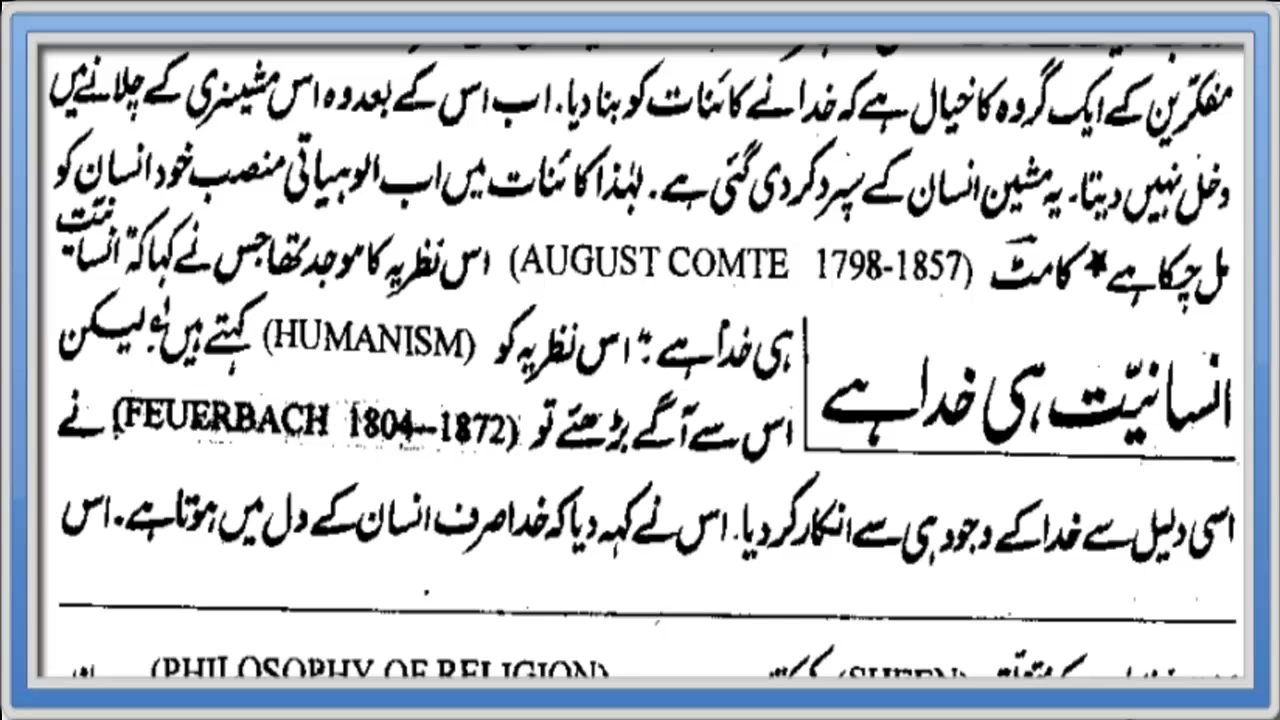 مفکرّین کے ایک گروہ کا خیال ہے کہ خدا نے کائنات کو بنا دیا۔ اب اس کے بعد وہ اس مشینری کے چلانے میں
دخل نہیں دیتا۔ یہ مشین انسان کے سپرد کر دی گئی ہے۔ لہٰذا کائنات میں اب الوہیاتی منصب خود انسان کو
مل چکا ہے* کامٹ (AUGUST COMTE 1798-1857) اس نظریہ کا موجد تھا جس نے کہا کہ "انسانیّت
ہی خدا ہے"۔ اس نظریہ کو (HUMANISM) کہتے ہیں لیکن
انسانیّت ہی خدا ہے
اس سے آگے بڑھئے تو (FEUERBACH 1804--1872) نے
اسی دلیل سے خدا کے وجود ہی سے انکار کر دیا۔ اس نے کہہ دیا کہ خدا صرف انسان کے دل میں ہوتا ہے۔ اس
(SHEEN) (PHILOSOPHY OF RELIGION)